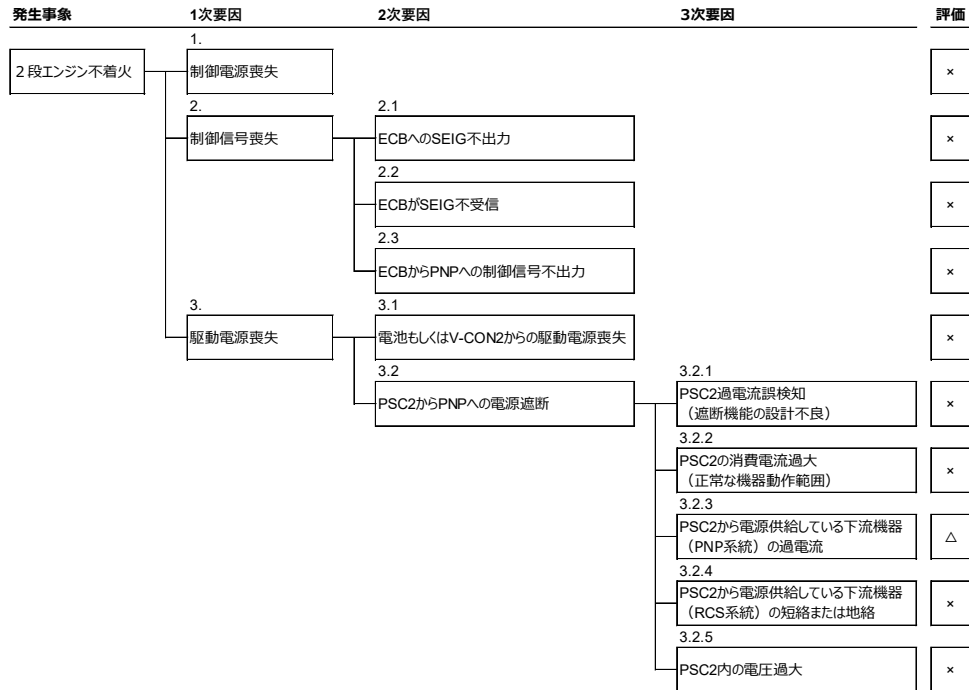 発生事象 1次要因 2次要因 3次要因 評価
1.
2段エンジン不着火 制御電源喪失 ×
2. 2.1
制御信号喪失 ECBへのSEIG不出力 ×
2.2
ECBがSEIG不受信 ×
2.3
ECBからPNPへの制御信号不出力 ×
3. 3.1
駆動電源喪失 電池もしくはV-CON2からの駆動電源喪失 ×
3.2 3.2.1
PSC2からPNPへの電源遮断 PSC2過電流誤検知
（遮断機能の設計不良） ×
3.2.2
PSC2の消費電流過大
（正常な機器動作範囲） ×
3.2.3
PSC2から電源供給している下流機器
（PNP系統）の過電流 △
3.2.4
PSC2から電源供給している下流機器
（RCS系統）の短絡または地絡 ×
3.2.5
PSC2内の電圧過大 ×